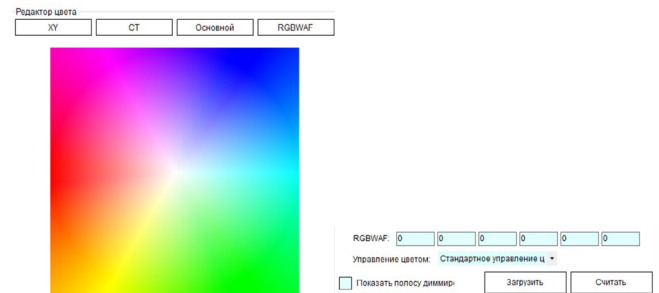 Редактор цвета
XY CT Основной RGBWAF
RGBWAF: 0 0 0 0 0 0
Управление цветом: Стандартное управление ц
Показать полосу диммир
Загрузить Считать